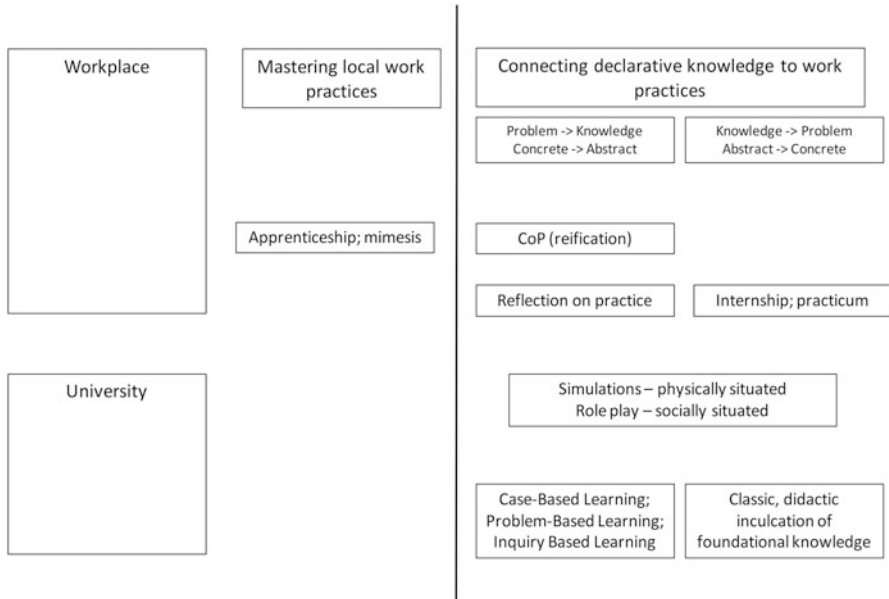 Workplace
Mastering local work
practices
Connecting declarative knowledge to work
practices
Problem -> Knowledge
Concrete -> Abstract
Knowledge -> Problem
Abstract -> Concrete
Apprenticeship; mimesis
CoP (reification)
Reflection on practice
Internship; practicum
University
Simulations – physically situated
Role play – socially situated
Case-Based Learning;
Problem-Based Learning;
Inquiry Based Learning
Classic, didactic
inculcation of
foundational knowledge